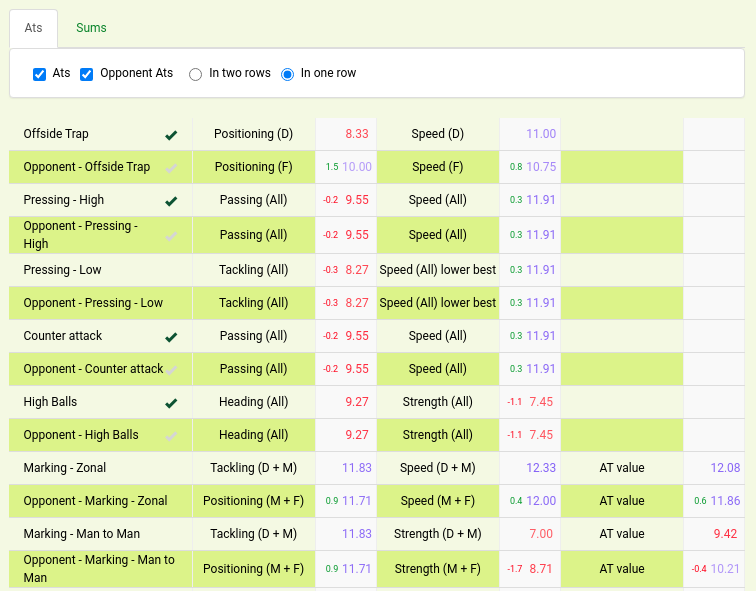 Ats Sums
Ats Opponent Ats In two rows In one row
Offside Trap Positioning (D) 8.33 Speed (D) 11.00
Opponent - Offside Trap Positioning (F) 1.5 10.00 Speed (F) 0.8 10.75
Pressing - High Passing (All) -0.2 9.55 Speed (All) 0.3 11.91
Opponent - Pressing -
High Passing (All) -0.2 9.55 Speed (All) 0.3 11.91
Pressing - Low Tackling (All) -0.3 8.27 Speed (All) lower best 0.3 11.91
Opponent - Pressing - Low Tackling (All) -0.3 8.27 Speed (All) lower best 0.3 11.91
Counter attack Passing (All) -0.2 9.55 Speed (All) 0.3 11.91
Opponent - Counter attack Passing (All) -0.2 9.55 Speed (All) 0.3 11.91
High Balls Heading (All) 9.27 Strength (All) -1.1 7.45
Opponent - High Balls Heading (All) 9.27 Strength (All) -1.1 7.45
Marking - Zonal Tackling (D + M) 11.83 Speed (D + M) 12.33 AT value 12.08
Opponent - Marking - Zonal Positioning (M + F) 0.9 11.71 Speed (M + F) 0.4 12.00 AT value 0.6 11.86
Marking - Man to Man Tackling (D + M) 11.83 Strength (D + M) 7.00 AT value 9.42
Opponent - Marking - Man to
Man Positioning (M + F) 0.9 11.71 Strength (M + F) -1.7 8.71 AT value -0.4 10.21